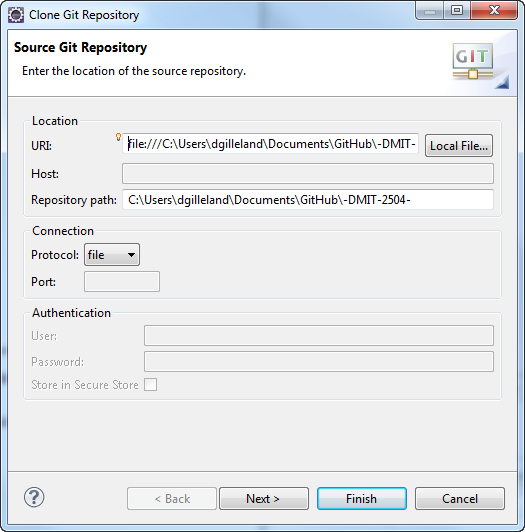 Clone Git Repository
Source Git Repository
Enter the location of the source repository.
GIT
Location
URI: file:///C:\Users\dgilleland\Documents\GitHub\-DMIT- Local File...
Host:
Repository path: C:\Users\dgilleland\Documents\GitHub\-DMIT-2504-
Connection
Protocol: file
Port:
Authentication
User:
Password:
Store in Secure Store
? < Back Next > Finish Cancel